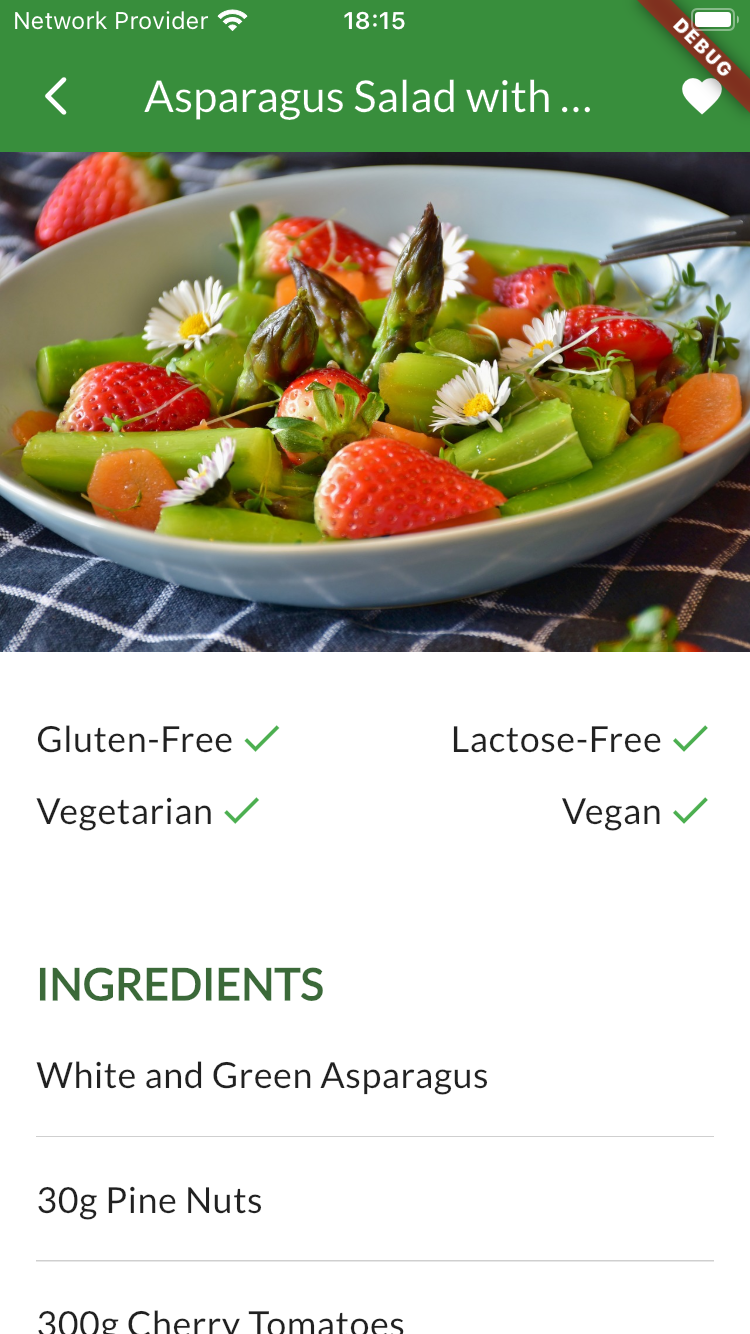 Network Provider 18:15
DEBUG
Asparagus Salad with ...
Gluten-Free Lactose-Free
Vegetarian Vegan
INGREDIENTS
White and Green Asparagus
30g Pine Nuts
300g Cherry Tomatoes